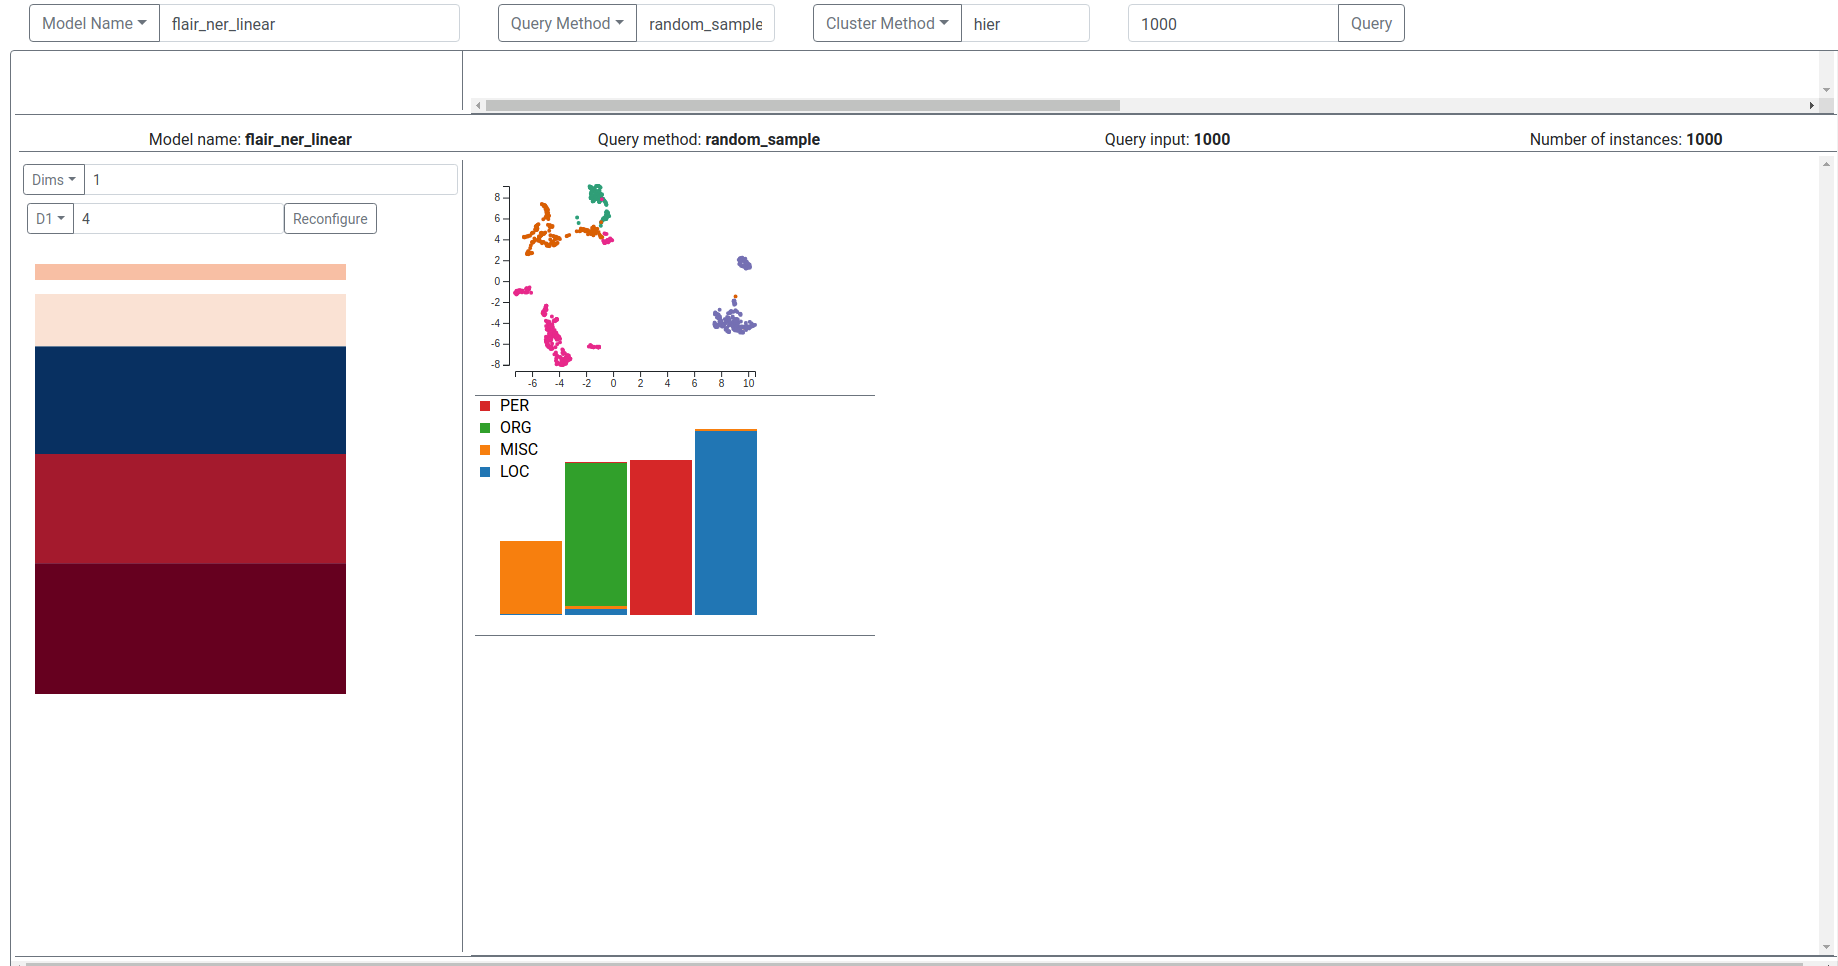 Model Name flair_ner_linear Query Method random_sample Cluster Method hier 1000 Query
Model name: flair_ner_linear Query method: random_sample Query input: 1000 Number of instances: 1000
Dims 1
D1 4 Reconfigure
8
6
4
2
0
-2
-4
-6
-8
-6 -4 -2 0 2 4 6 8 10
PER
ORG
MISC
LOC